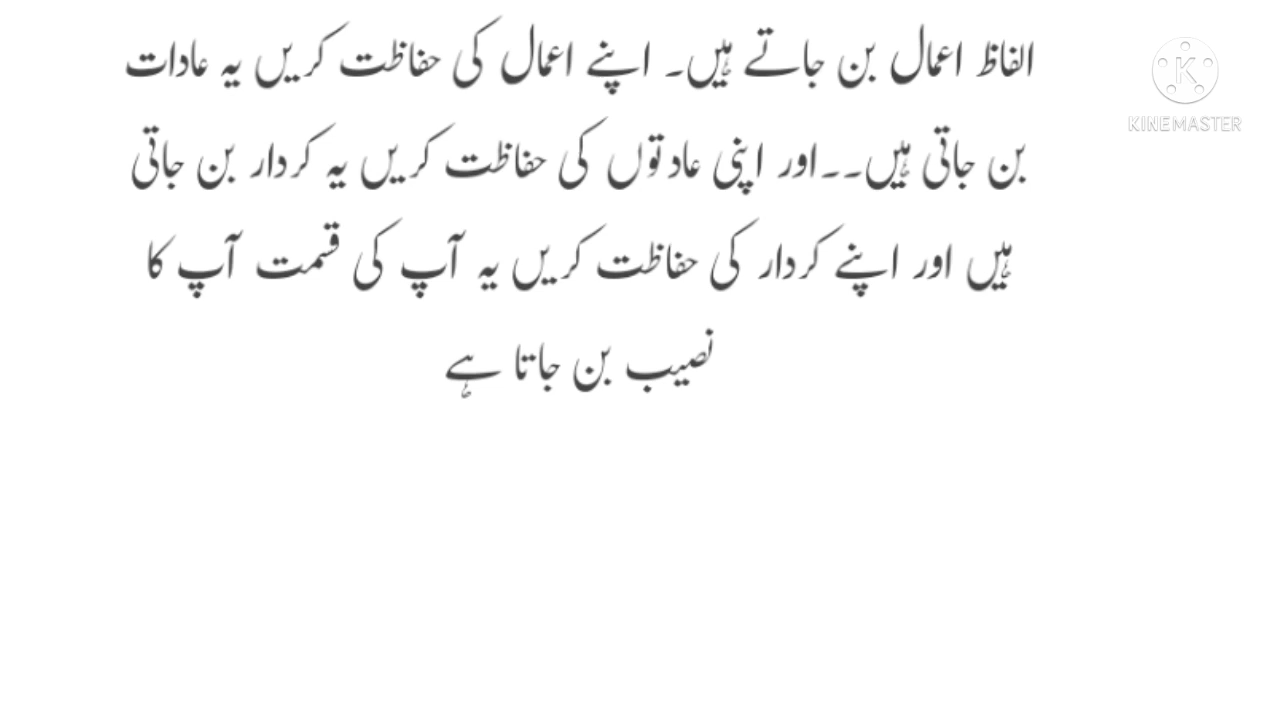 الفاظ اعمال بن جاتے ہیں۔ اپنے اعمال کی حفاظت کریں یہ عادات
بن جاتی ہیں۔۔اور اپنی عادتوں کی حفاظت کریں یہ کردار بن جاتی
ہیں اور اپنے کردار کی حفاظت کریں یہ آپ کی قسمت آپ کا
نصیب بن جاتا ہے
K
KINEMASTER